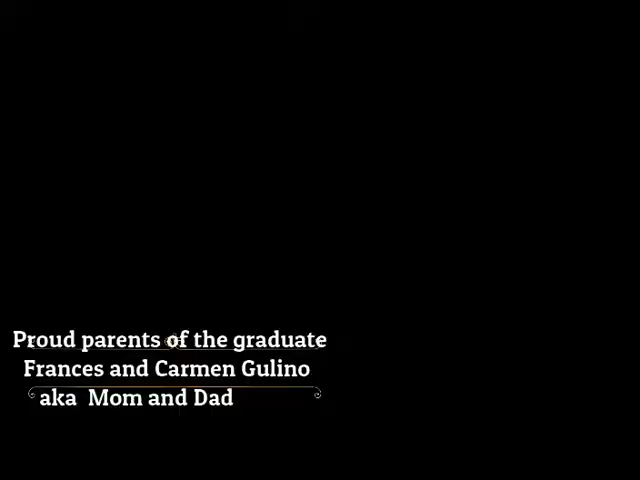 Proud parents of the graduate
Frances and Carmen Gulino
aka Mom and Dad